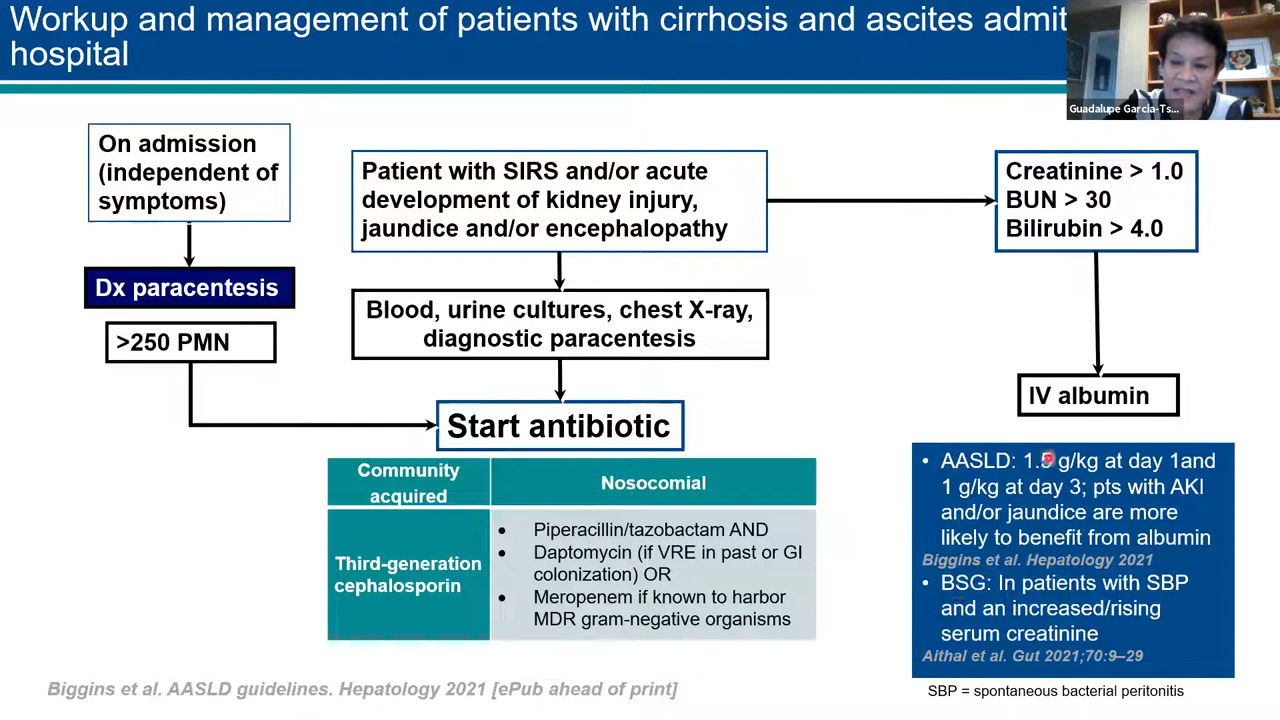 Workup and management of patients with cirrhosis and ascites admit
hospital
Guadalupe Garcia-Ts...
On admission
(independent of
symptoms)
Dx paracentesis
>250 PMN
Patient with SIRS and/or acute
development of kidney injury,
jaundice and/or encephalopathy
Blood, urine cultures, chest X-ray,
diagnostic paracentesis
Start antibiotic
Community
acquired
Nosocomial
Third-generation
cephalosporin
• Piperacillin/tazobactam AND
• Daptomycin (if VRE in past or GI
colonization) OR
• Meropenem if known to harbor
MDR gram-negative organisms
Creatinine > 1.0
BUN > 30
Bilirubin > 4.0
IV albumin
• AASLD: 1.5 g/kg at day 1and
1 g/kg at day 3; pts with AKI
and/or jaundice are more
likely to benefit from albumin
Biggins et al. Hepatology 2021
• BSG: In patients with SBP
and an increased/rising
serum creatinine
Aithal et al. Gut 2021;70:9–29
Biggins et al. AASLD guidelines. Hepatology 2021 [ePub ahead of print]
SBP = spontaneous bacterial peritonitis